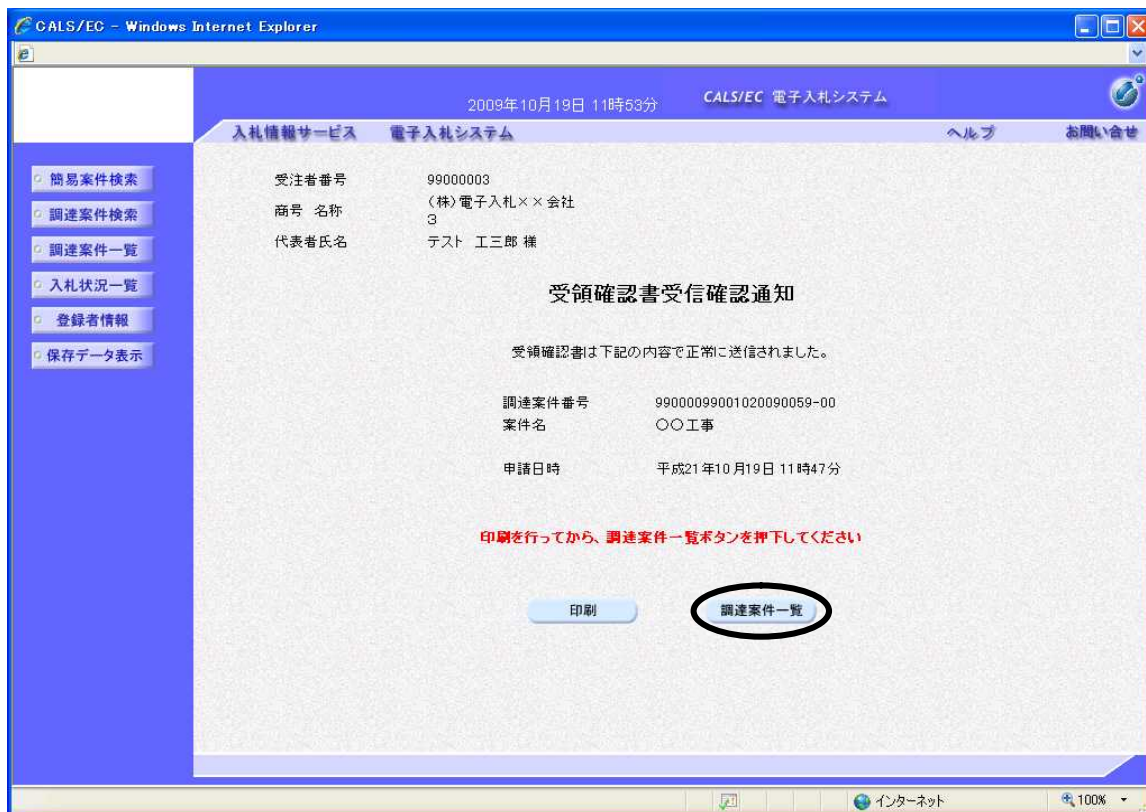 CALS/EC - Windows Internet Explorer
2009年10月19日 11時53分
CALS/EC 電子入札システム
入札情報サービス
電子入札システム
ヘルプ
お問い合せ
簡易案件検索
調達案件検索
調達案件一覧
入札状況一覧
登録者情報
保存データ表示
受注者番号 99000003
商号 名称 (株)電子入札××会社
3
代表者氏名 テスト 工三郎 様
受領確認書受信確認通知
受領確認書は下記の内容で正常に送信されました。
調達案件番号 99000099001020090059-00
案件名 〇〇工事
申請日時 平成21年10月19日 11時47分
印刷を行ってから、調達案件一覧ボタンを押下してください
印刷
調達案件一覧
インターネット
100%